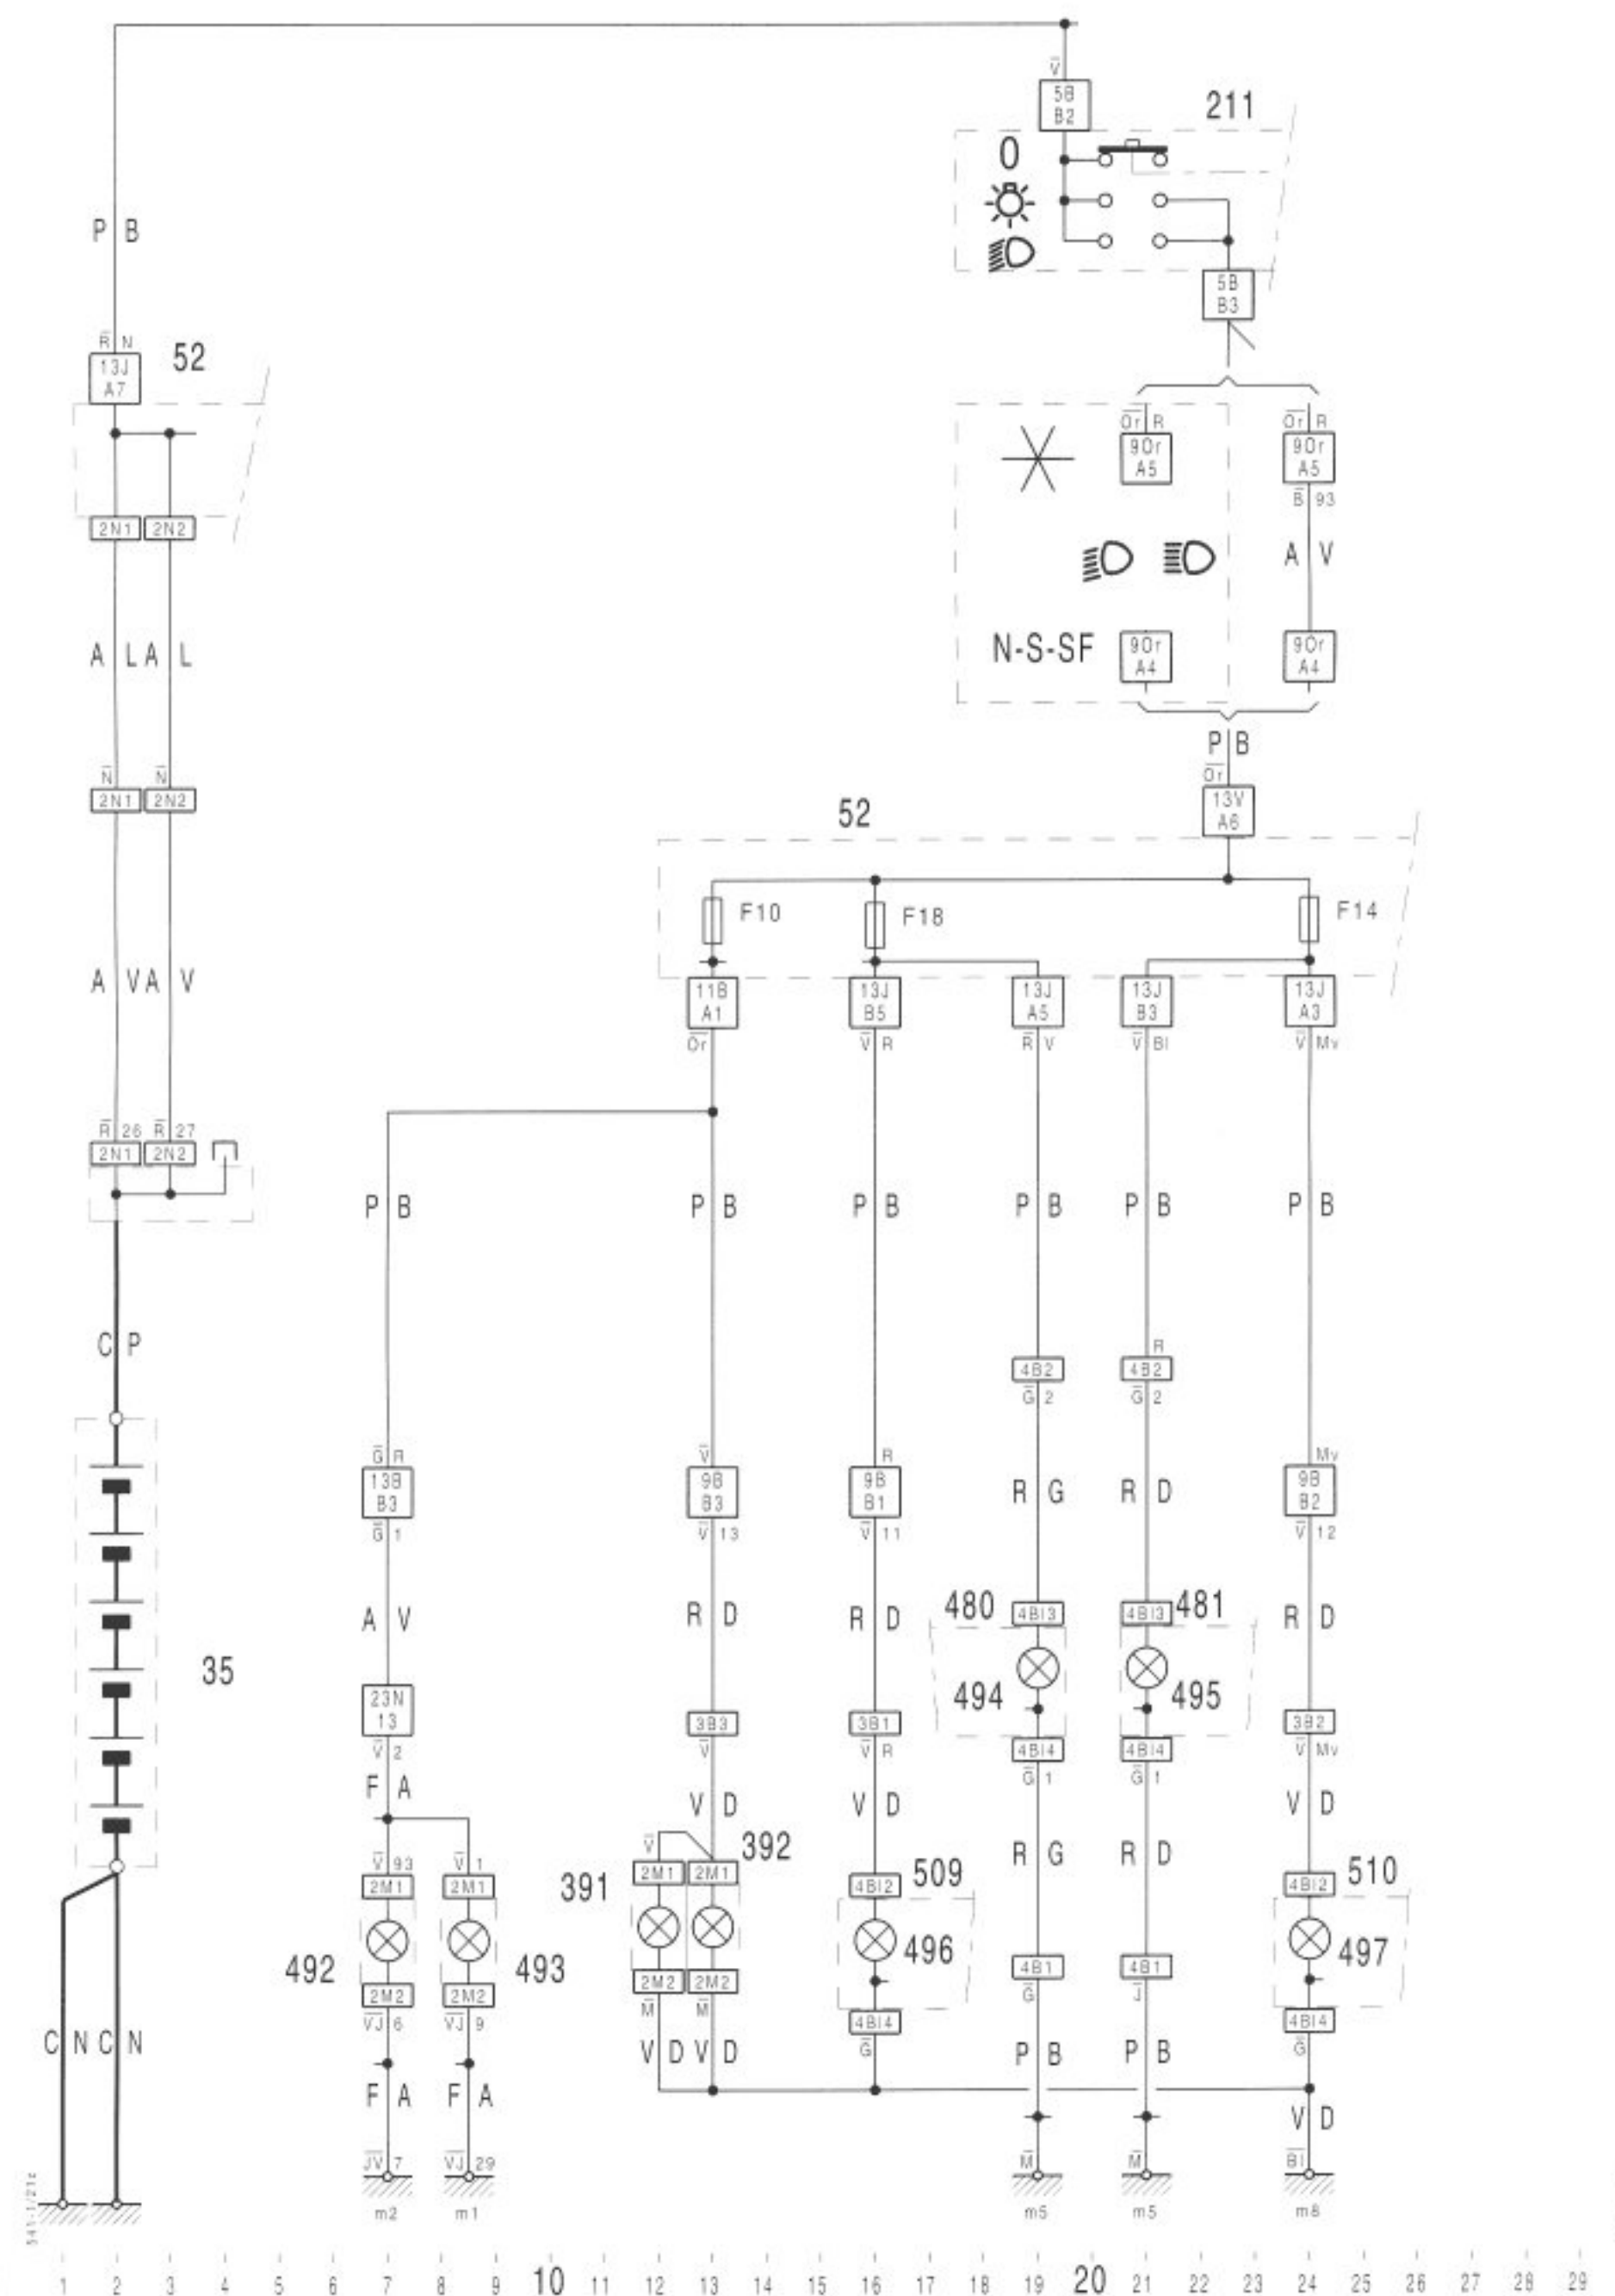 V
5B
B2
211
0
P B
5B
B3
R N
13J
A7
52
Or R
9Or
A5
Or R
9Or
A5
B 93
2N1 2N2
A V
A L A L
N-S-SF
9Or
A4
9Or
A4
P B
Or
N N
2N1 2N2
52
13V
A6
F10
F18
F14
A V A V
11B
A1
13J
B5
13J
A5
13J
B3
13J
A3
Or
V R
R V
V Bl
V Mv
R 26 R 27
2N1 2N2
P B
P B
P B
P B
P B
P B
C P
R
4B2
4B2
G 2
G 2
G R
V
R
Mv
13B
B3
9B
B3
9B
B1
9B
B2
R G
R D
G 1
V 13
V 11
V 12
A V
R D
R D
480
4Bl3
4Bl3
481
R D
35
494
495
23N
13
3B3
3B1
3B2
V 2
V
V R
4Bl4
4Bl4
V Mv
G 1
G 1
F A
V D
V D
V D
V
392
R G
R D
V 93
V 1
2M1
2M1
391
2M1
2M1
4Bl2
509
4Bl2
510
492
493
496
497
4B1
4B1
G
J
2M2
2M2
2M2
2M2
VJ 6
VJ 9
M
M
4Bl4
4Bl4
G
G
C N C N
V D V D
P B
P B
F A
F A
V D
JV 7
VJ 29
M
M
Bl
m2
m1
m5
m5
m8
1 2 3 4 5 6 7 8 9 10 11 12 13 14 15 16 17 18 19 20 21 22 23 24 25 26 27 28 29